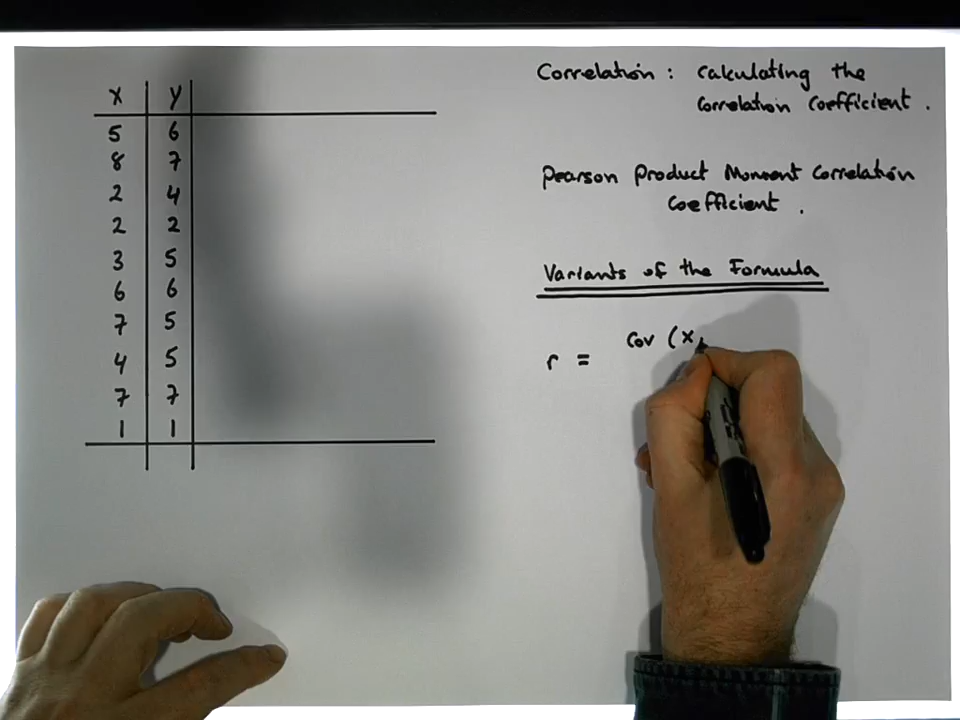 x y
5 6
8 7
2 4
2 2
3 5
6 6
7 5
4 5
7 7
1 1
Correlation : Calculating the
Correlation Coefficient .
Pearson Product Moment Correlation
Coefficient .
Variants of the Formula
r = Cov (x,